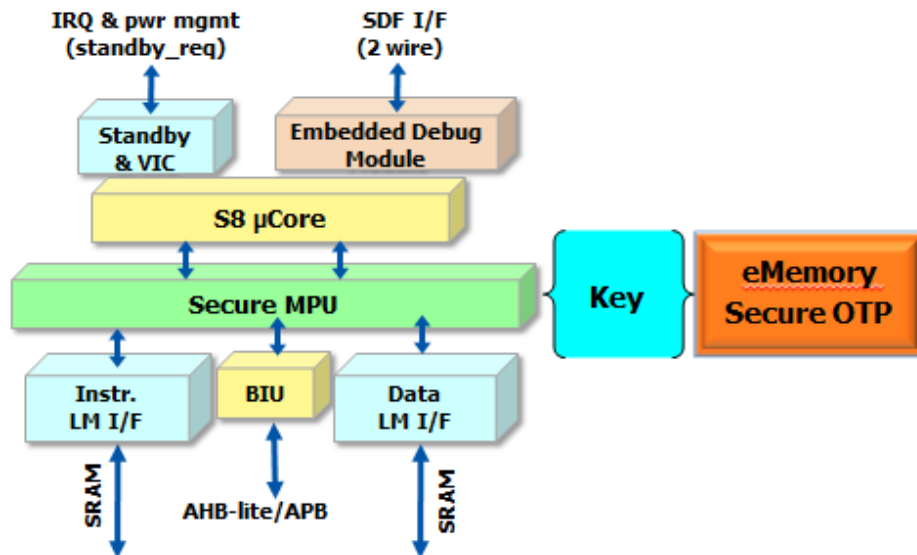 IRQ & pwr mgmt
(standby_req)
SDF I/F
(2 wire)
Standby
& VIC
Embedded Debug
Module
S8 µCore
Secure MPU
Key
eMemory
Secure OTP
Instr.
LM I/F
BIU
Data
LM I/F
SRAM
AHB-lite/APB
SRAM